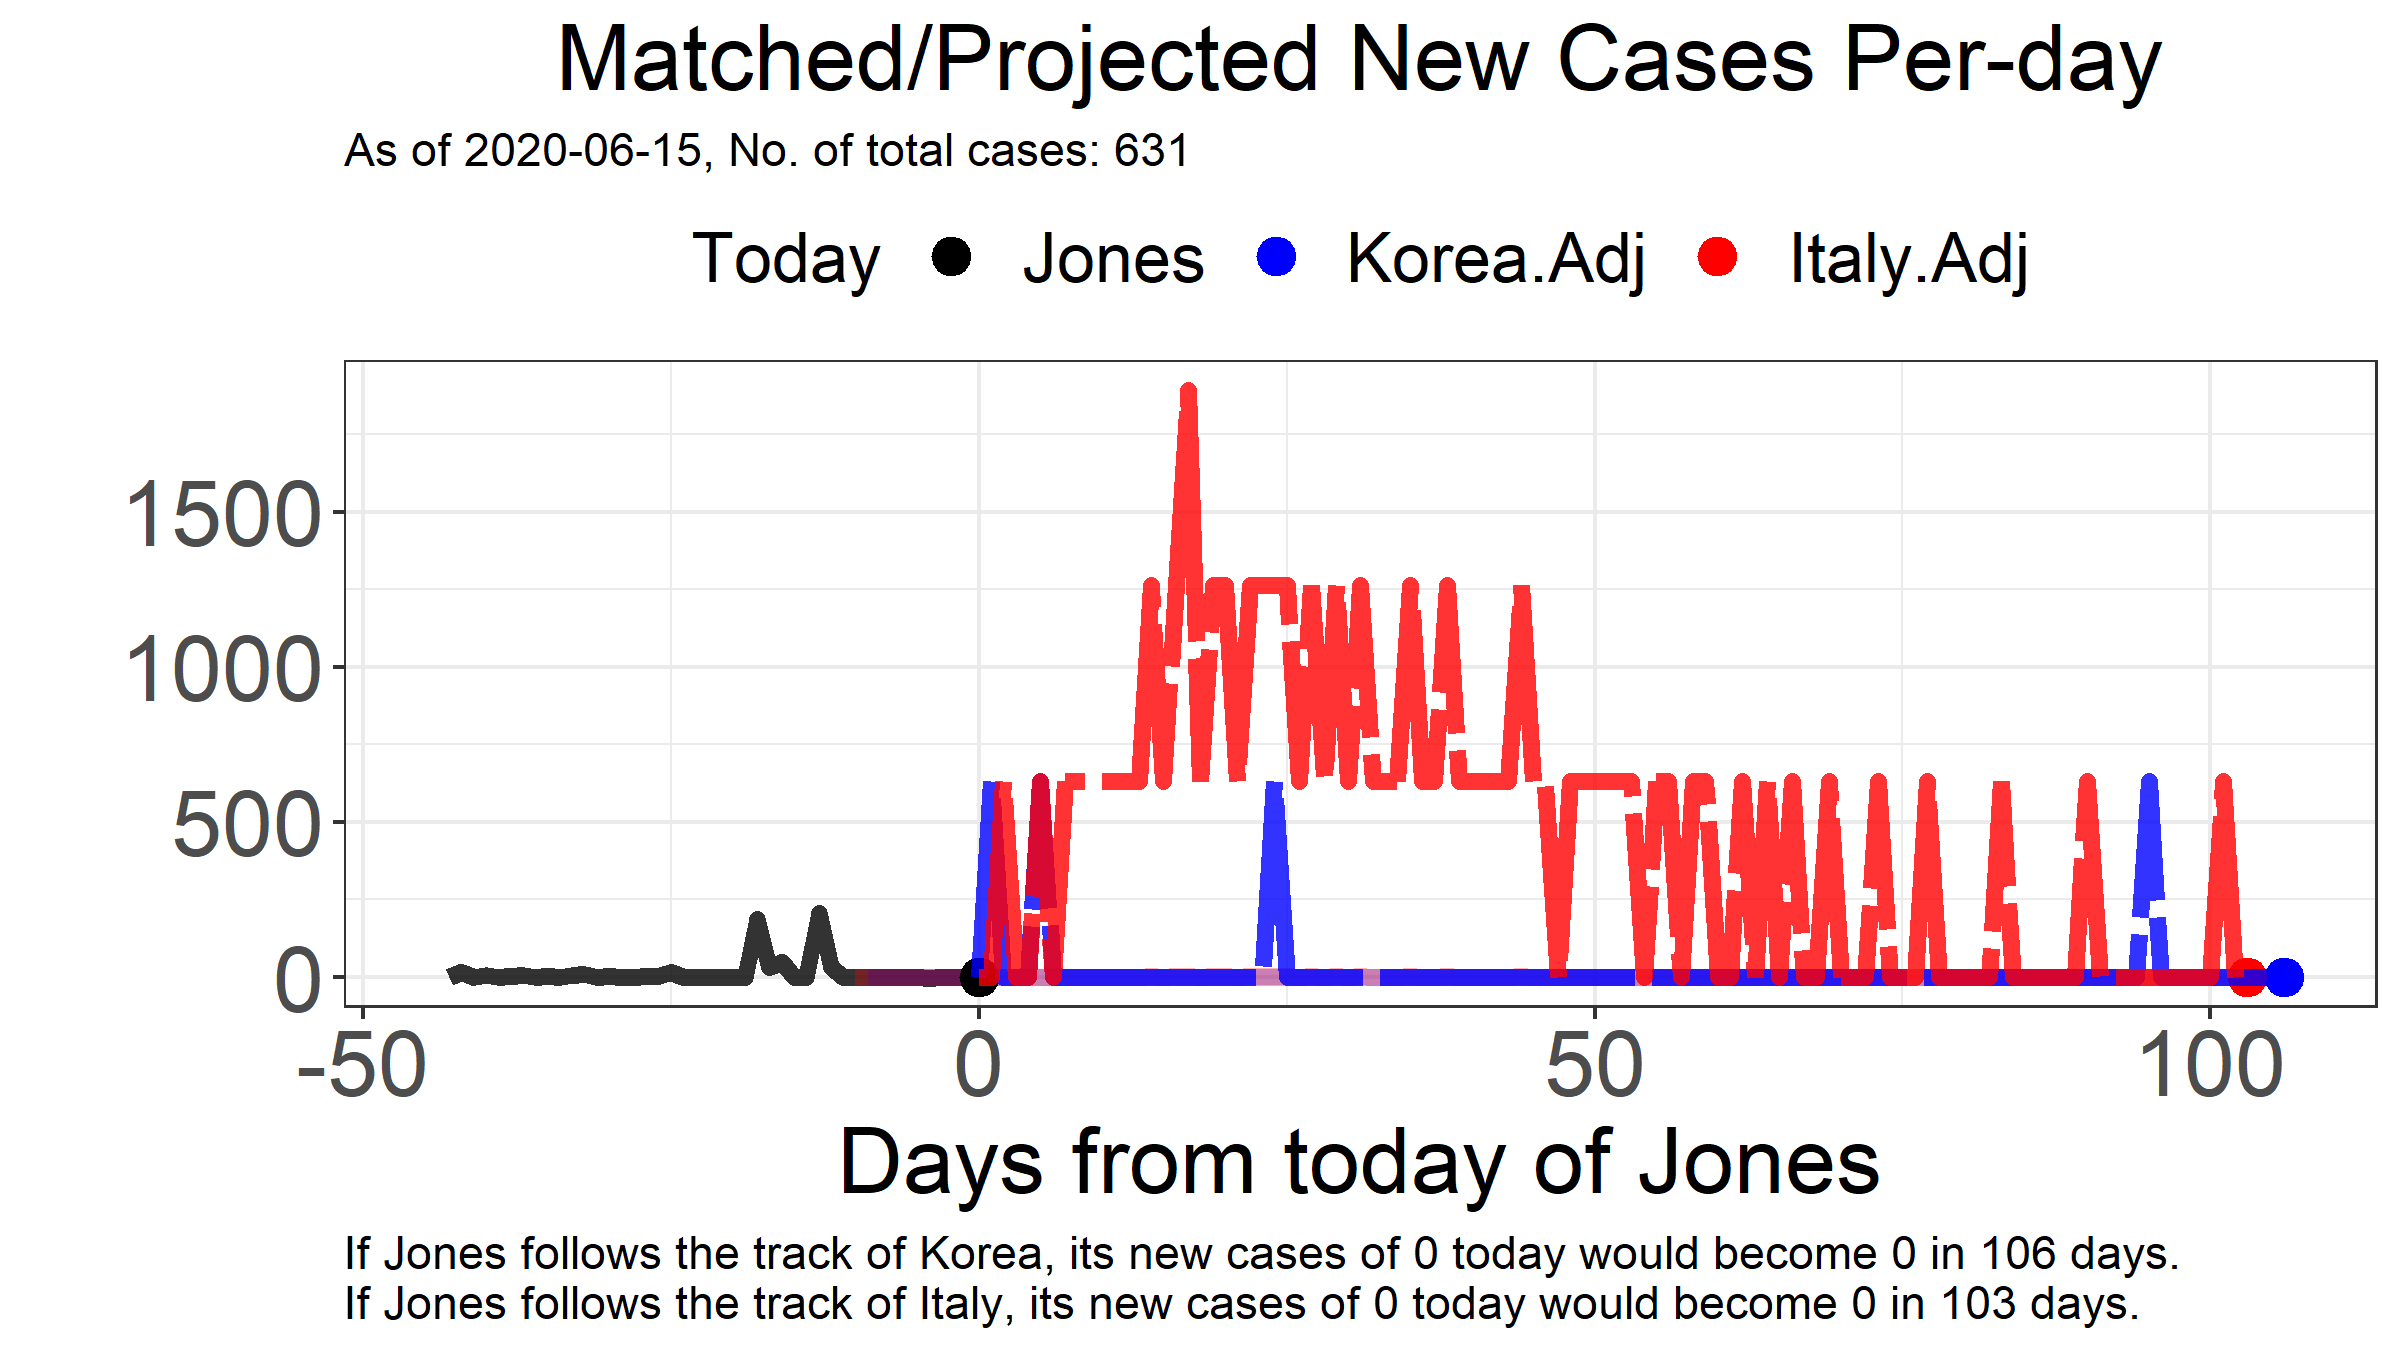 Matched/Projected New Cases Per-day
As of 2020-06-15, No. of total cases: 631
Today Jones Korea.Adj Italy.Adj
1500
1000
500
0
-50 0 50 100
Days from today of Jones
If Jones follows the track of Korea, its new cases of 0 today would become 0 in 106 days.
If Jones follows the track of Italy, its new cases of 0 today would become 0 in 103 days.